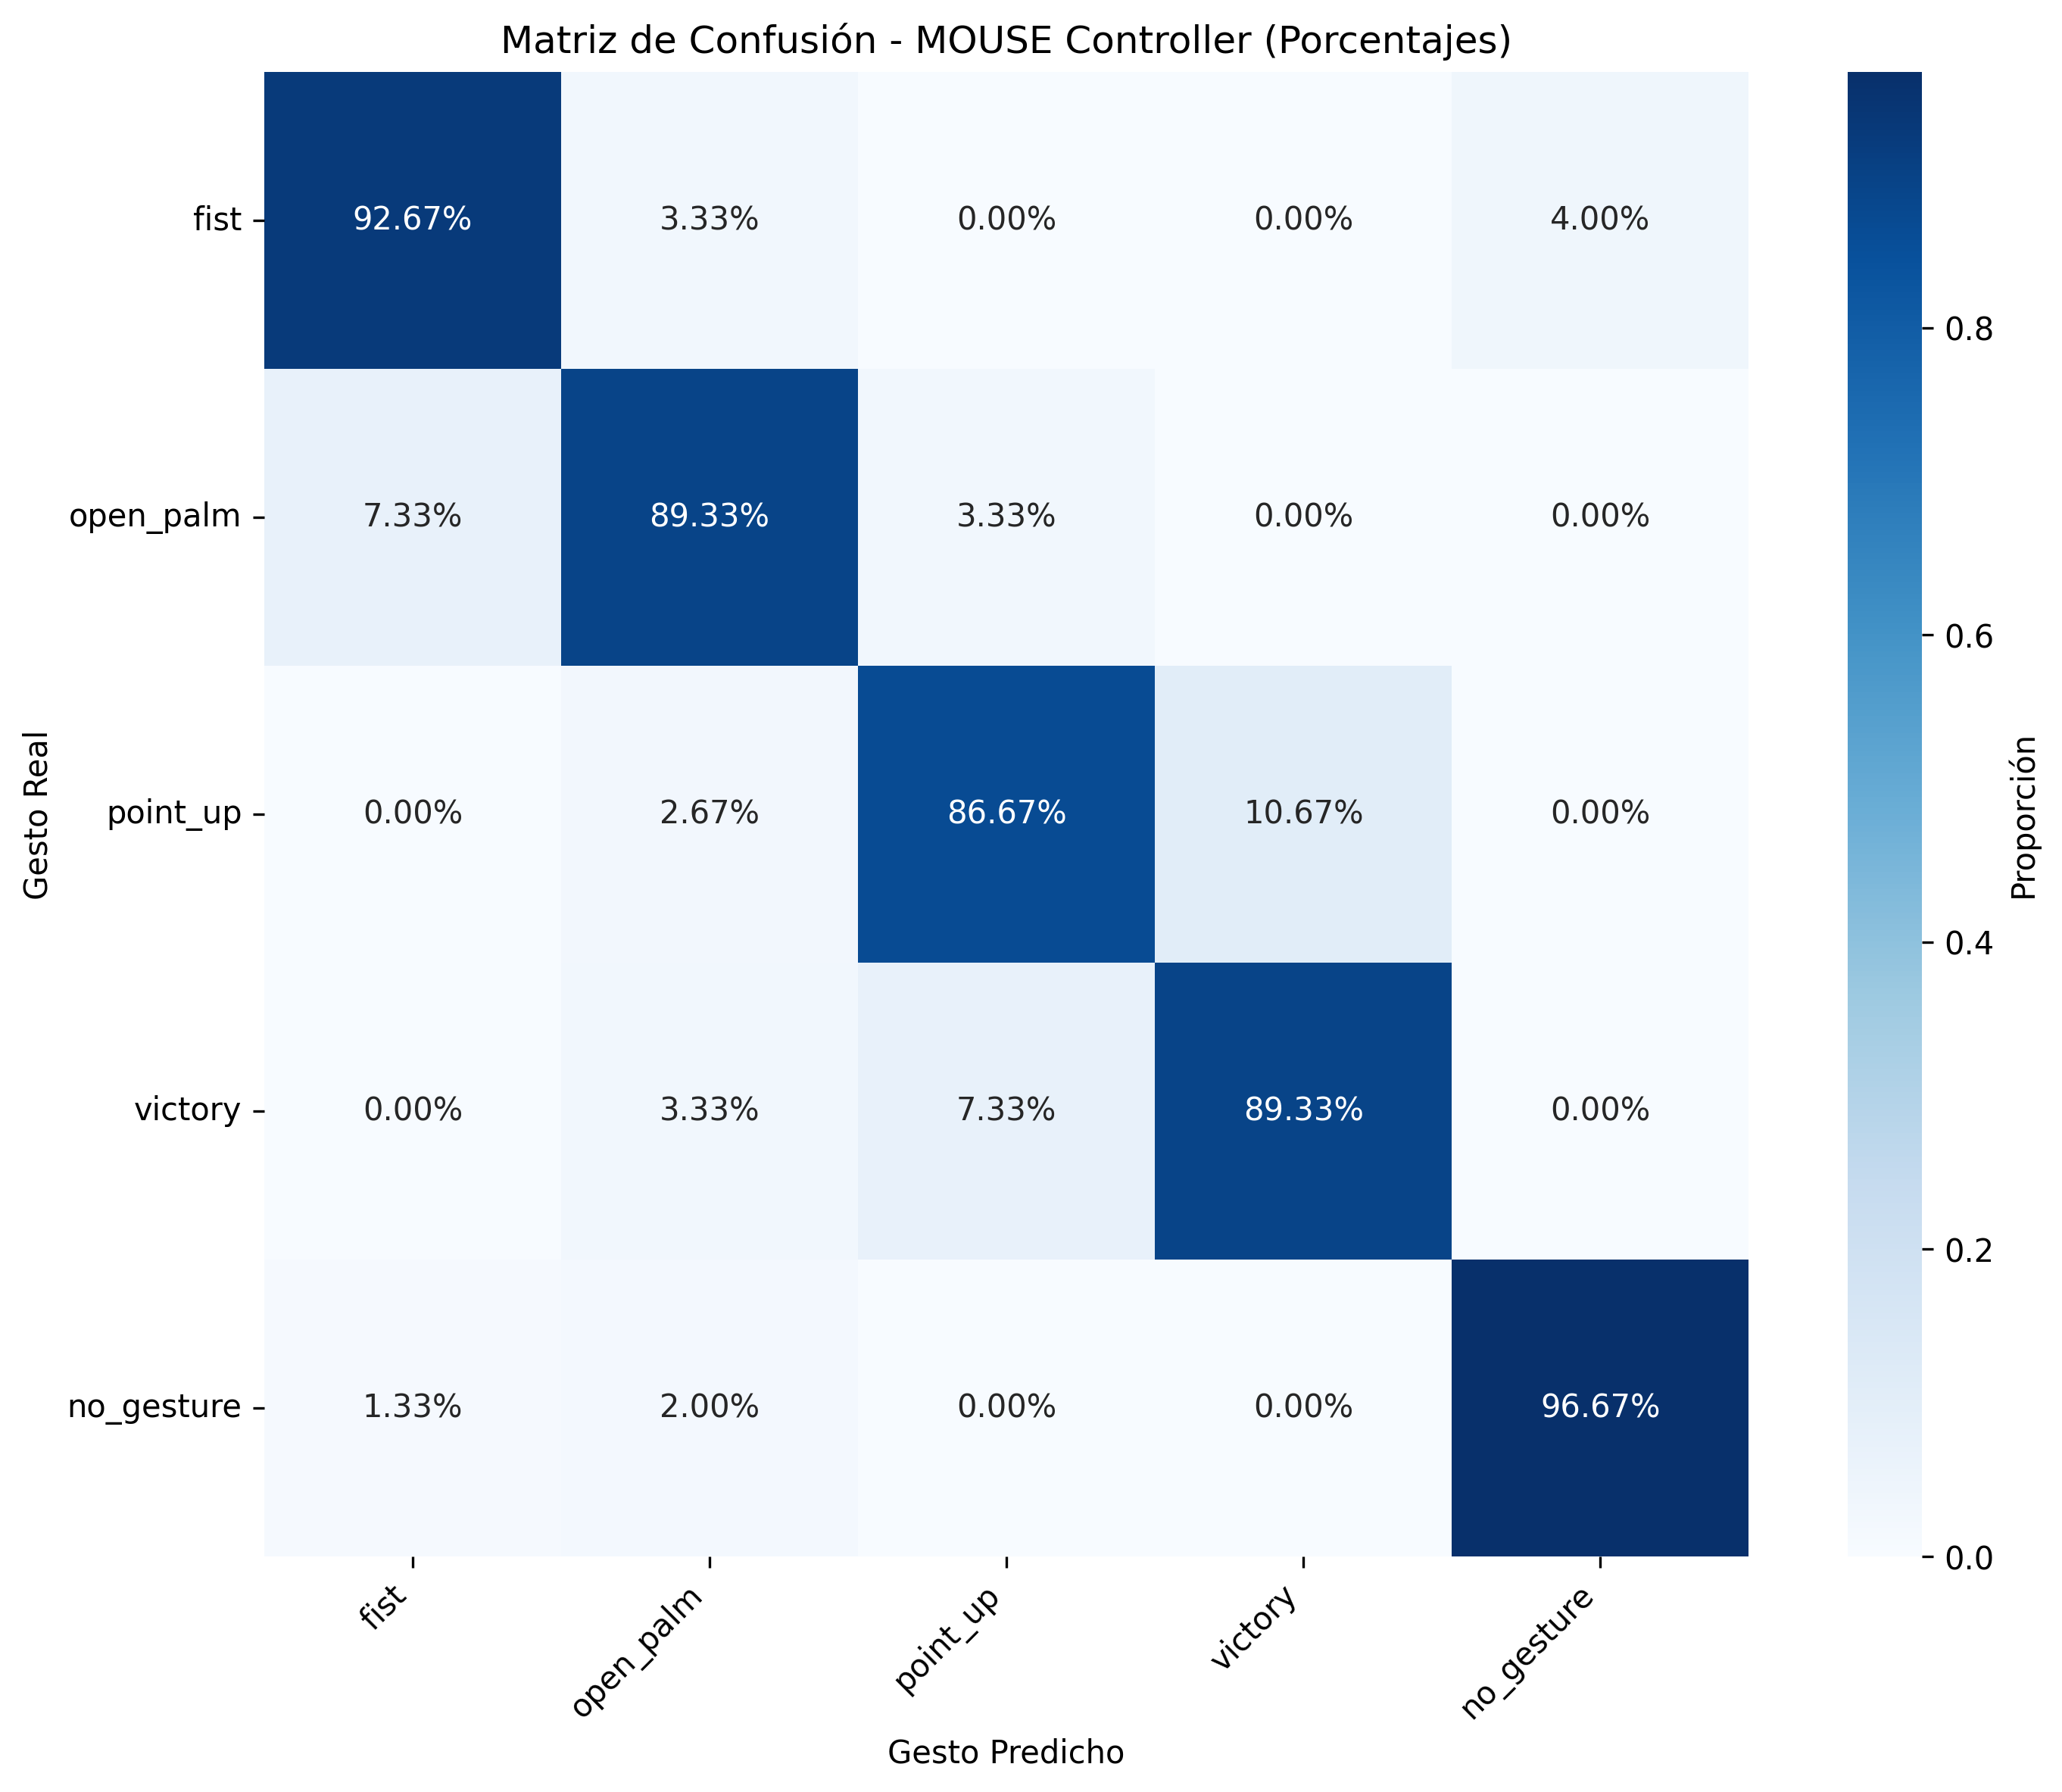 Matriz de Confusión - MOUSE Controller (Porcentajes)
fist 92.67% 3.33% 0.00% 0.00% 4.00%
open_palm 7.33% 89.33% 3.33% 0.00% 0.00%
point_up 0.00% 2.67% 86.67% 10.67% 0.00%
victory 0.00% 3.33% 7.33% 89.33% 0.00%
no_gesture 1.33% 2.00% 0.00% 0.00% 96.67%
fist open_palm point_up victory no_gesture
Gesto Predicho
Gesto Real
0.8
0.6
0.4
0.2
0.0
Proporción